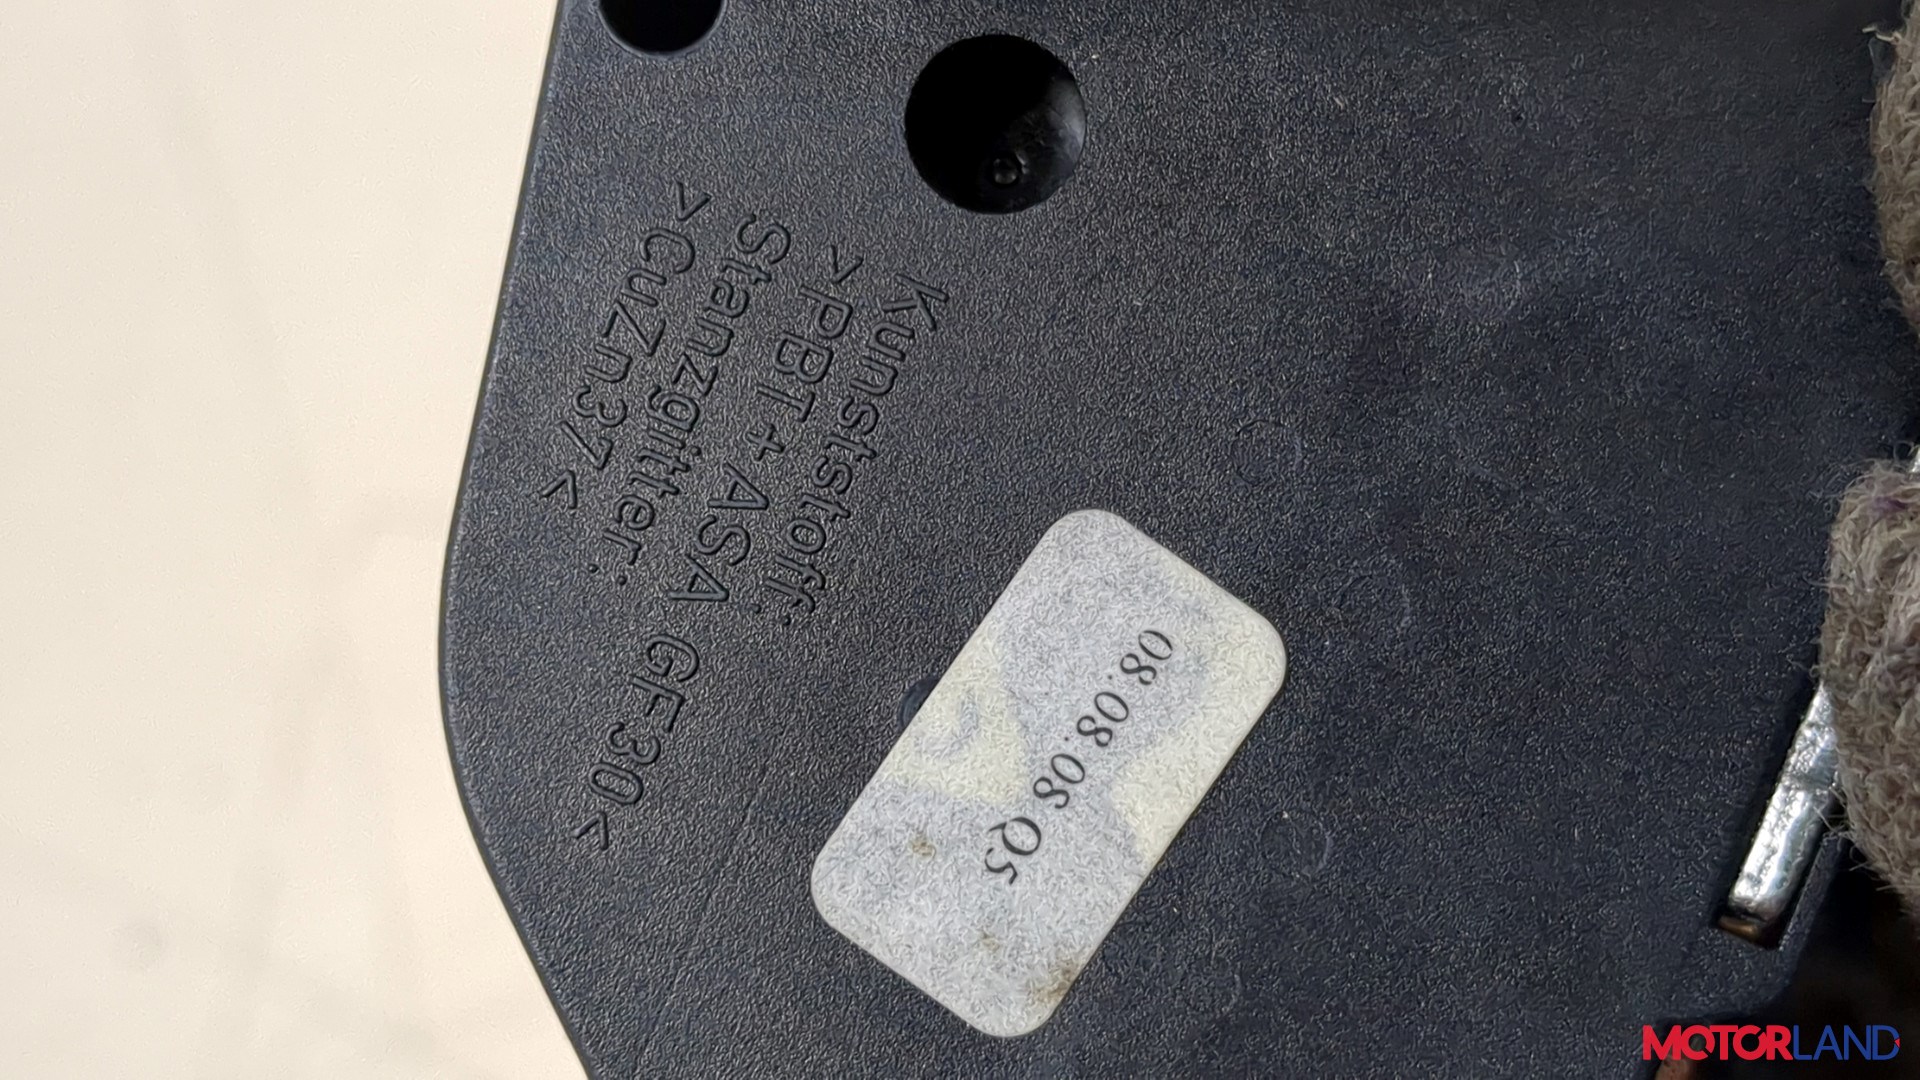 Kunststoff:
>PBT+ASA GF30<
Stanzgitter:
>CuZn37<
08.08.08 Q5
MOTORLAND